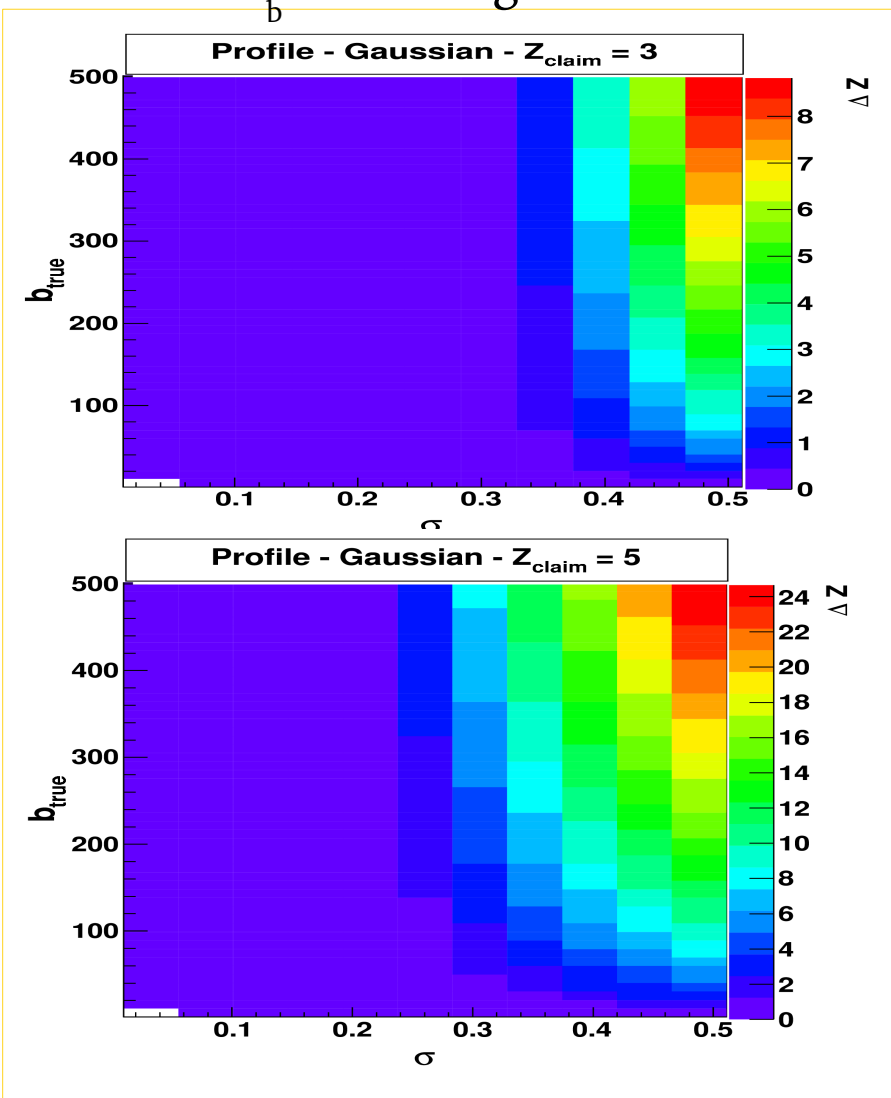 b g
Profile - Gaussian - Z_claim = 3
Δ Z
500
400
300
200
100
b_true
8
7
6
5
4
3
2
1
0
0.1 0.2 0.3 0.4 0.5
σ
Profile - Gaussian - Z_claim = 5
Δ Z
500
400
300
200
100
b_true
24
22
20
18
16
14
12
10
8
6
4
2
0
0.1 0.2 0.3 0.4 0.5
σ